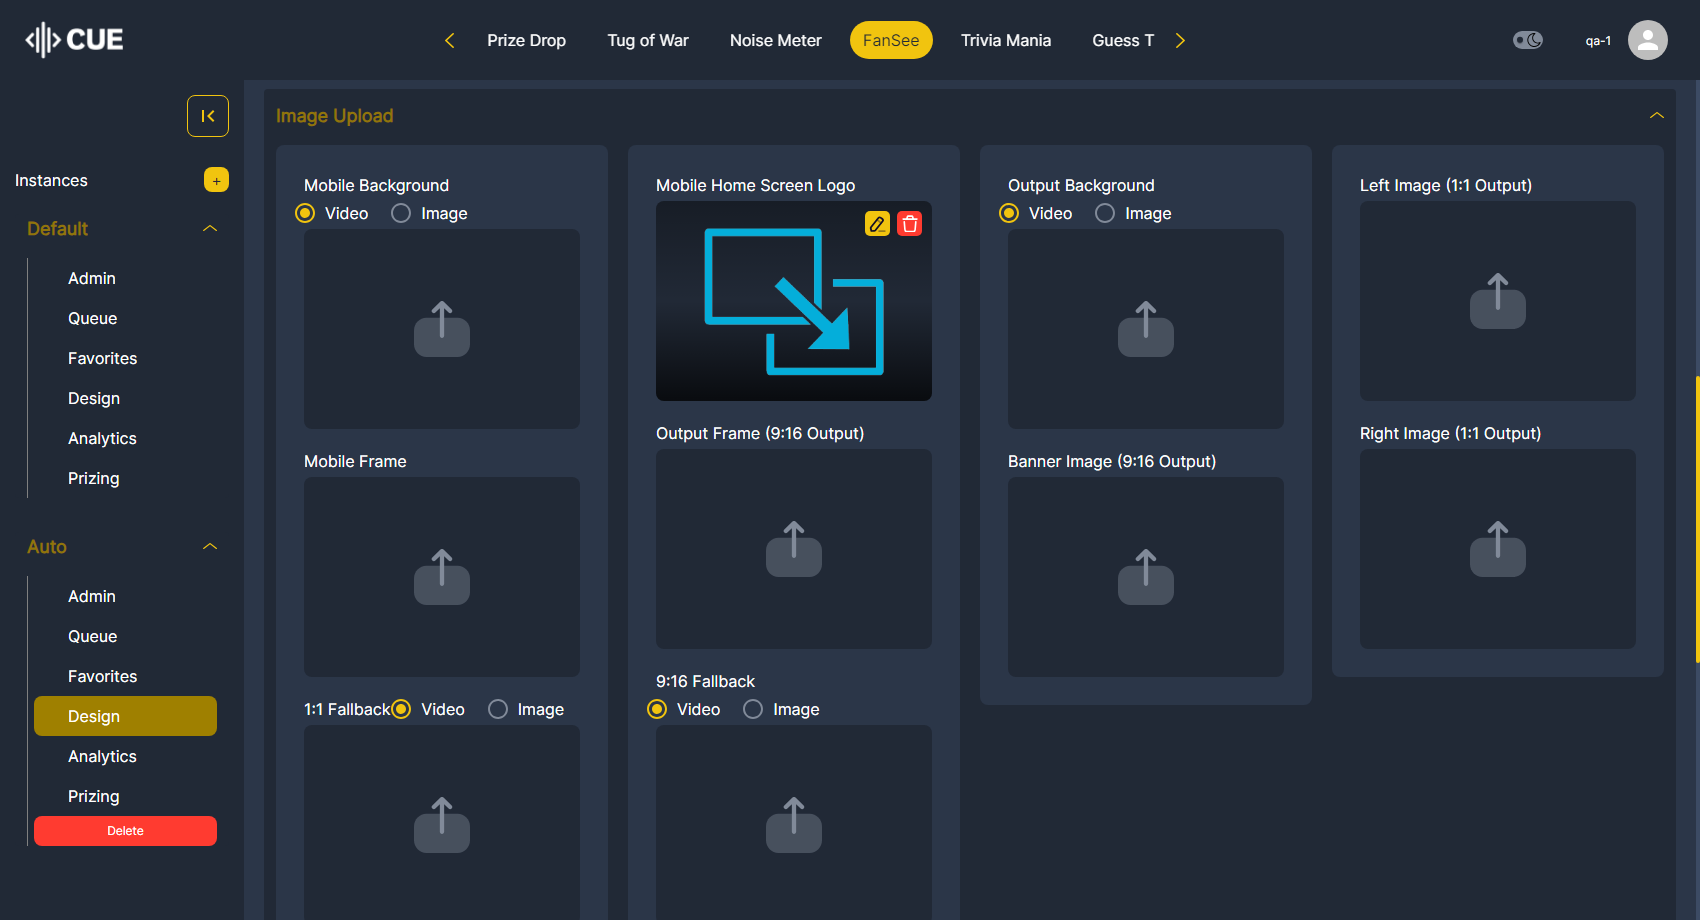 CUE
Prize Drop
Tug of War
Noise Meter
FanSee
Trivia Mania
Guess T
qa-1
Instances
+
Default
Admin
Queue
Favorites
Design
Analytics
Prizing
Auto
Admin
Queue
Favorites
Design
Analytics
Prizing
Delete
Image Upload
Mobile Background
Video
Image
Mobile Frame
1:1 Fallback
Video
Image
Mobile Home Screen Logo
Output Frame (9:16 Output)
9:16 Fallback
Video
Image
Output Background
Video
Image
Banner Image (9:16 Output)
Left Image (1:1 Output)
Right Image (1:1 Output)